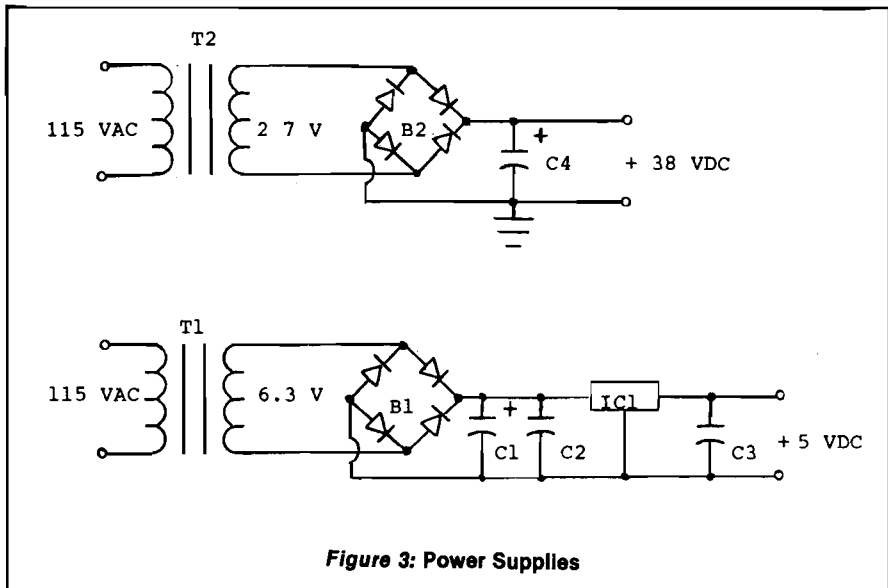 T2
115 VAC
2 7 V
B2
+
C4
+ 38 VDC
T1
115 VAC
6.3 V
B1
+
C1
C2
IC1
C3
+ 5 VDC
Figure 3: Power Supplies